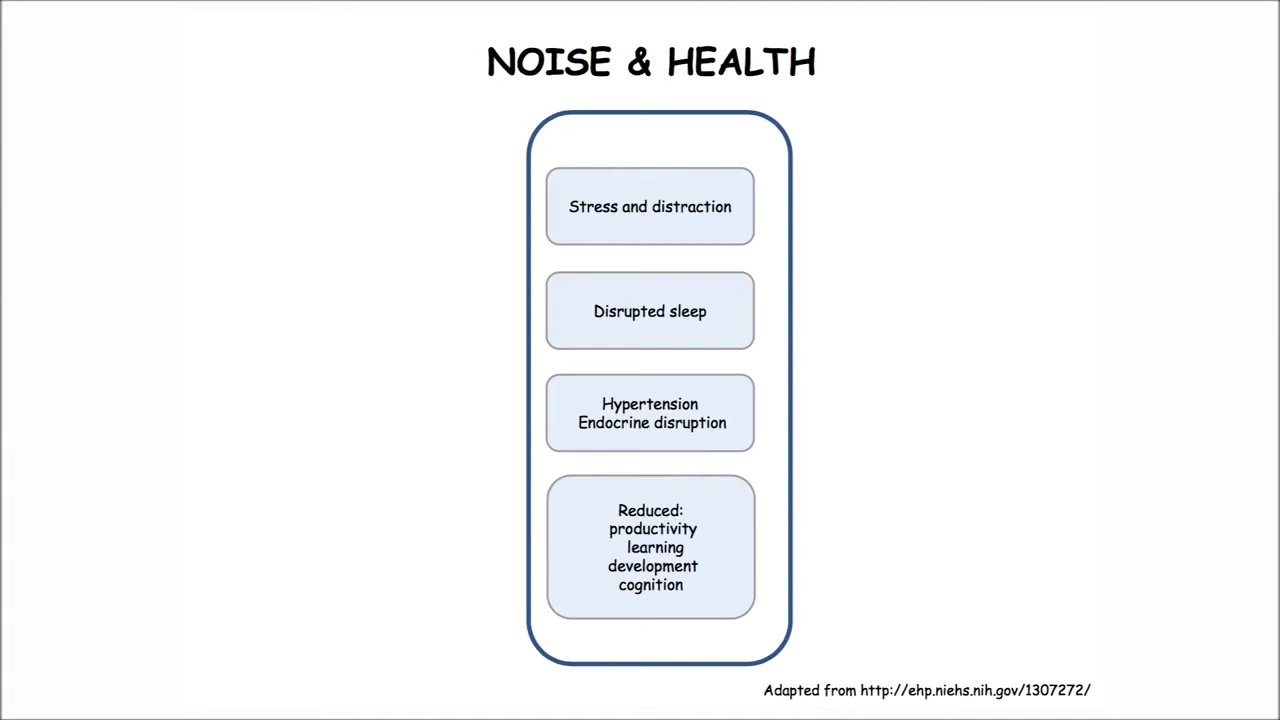 NOISE & HEALTH
Stress and distraction
Disrupted sleep
Hypertension
Endocrine disruption
Reduced:
productivity
learning
development
cognition
Adapted from http://ehp.niehs.nih.gov/1307272/